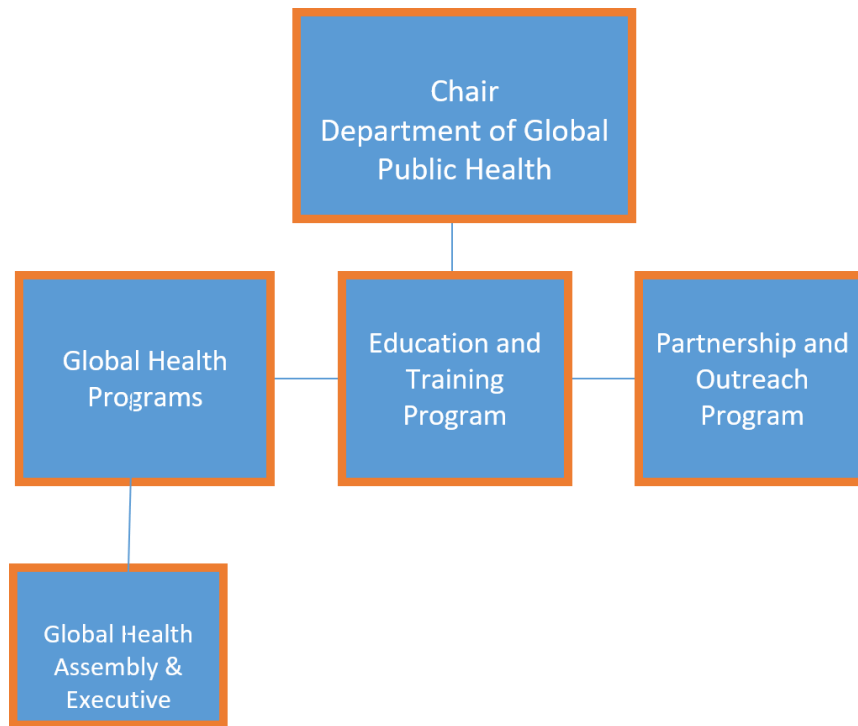 Chair
Department of Global
Public Health
Global Health
Programs
Education and
Training
Program
Partnership and
Outreach
Program
Global Health
Assembly &
Executive